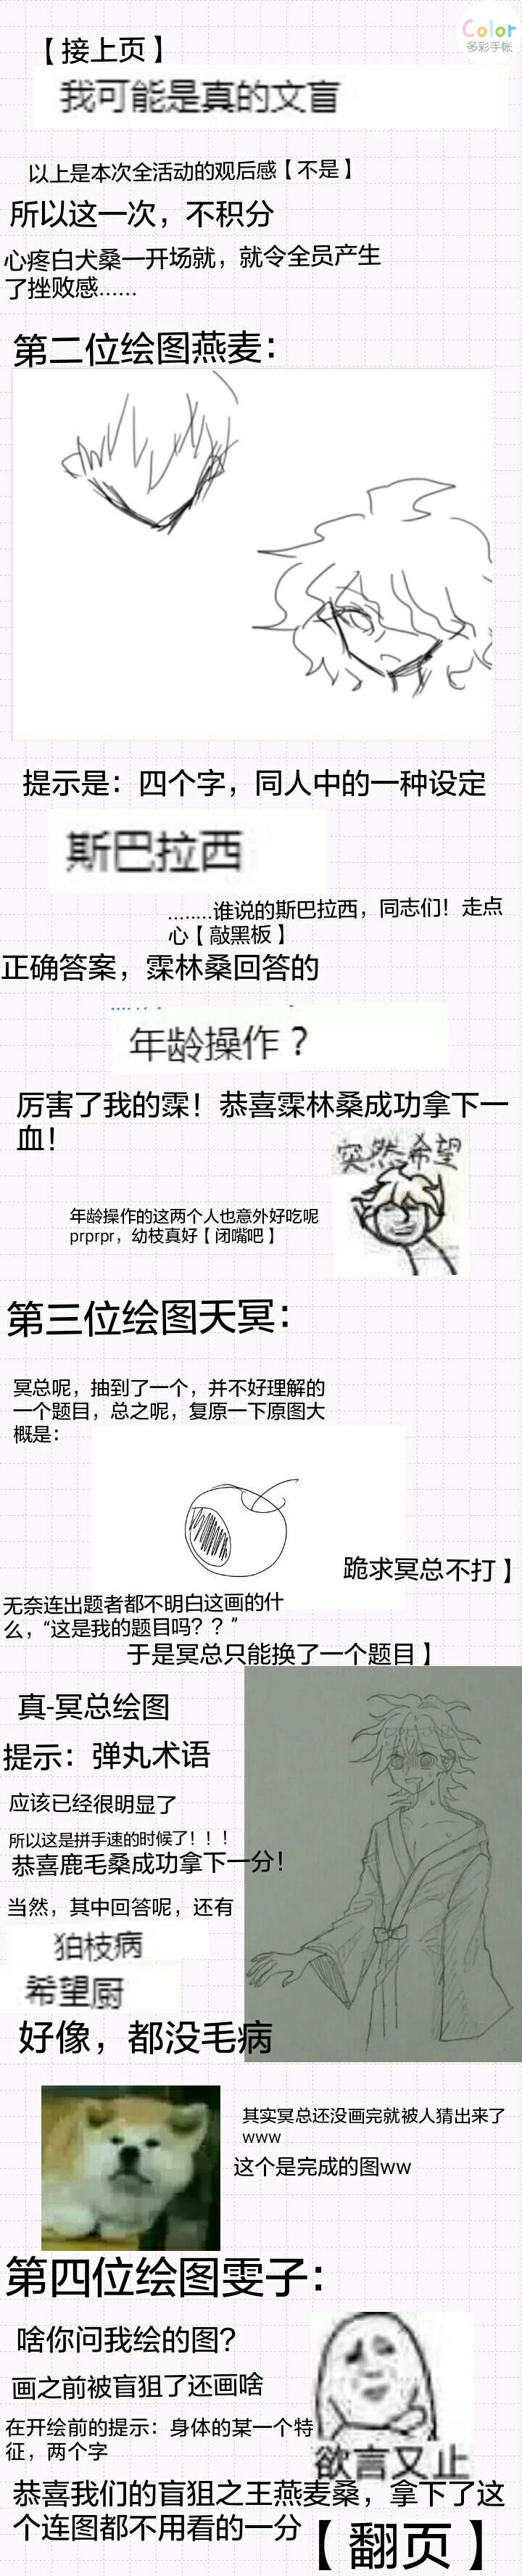 Color
多彩手帐
【接上页】
我可能是真的文盲
以上是本次全活动的观后感【不是】
所以这一次，不积分
心疼白犬桑一开场就，就令全员产生
了挫败感……
第二位绘图燕麦：
提示是：四个字，同人中的一种设定
斯巴拉西
........谁说的斯巴拉西，同志们！走点
心【敲黑板】
正确答案，霂林桑回答的
年龄操作？
厉害了我的霂！恭喜霂林桑成功拿下一
血！
突然希望
年龄操作的这两个人也意外好吃呢
prprpr，幼枝真好【闭嘴吧】
第三位绘图天冥：
冥总呢，抽到了一个，并不好理解的
一个题目，总之呢，复原一下原图大
概是：
跪求冥总不打】
无奈连出题者都不明白这画的什
么，“这是我的题目吗？？”
于是冥总只能换了一个题目】
真-冥总绘图
提示：弹丸术语
应该已经很明显了
所以这是拼手速的时候了！！！
恭喜鹿毛桑成功拿下一分！
当然，其中回答呢，还有
狛枝病
希望厨
好像，都没毛病
其实冥总还没画完就被人猜出来了
www
这个是完成的图ww
第四位绘图雯子：
啥你问我绘的图？
画之前被盲狙了还画啥
在开绘前的提示：身体的某一个特
征，两个字
欲言又止
恭喜我们的盲狙之王燕麦桑，拿下了这
个连图都不用看的一分
【翻页】